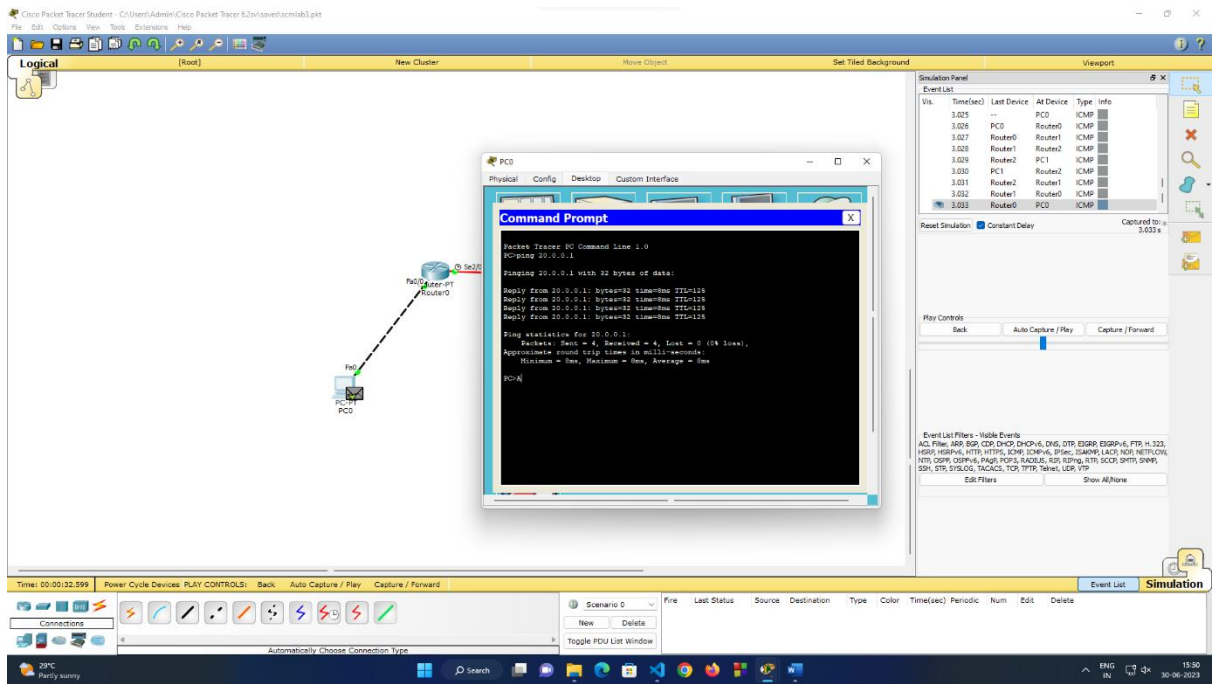 Cisco Packet Tracer Student - C:\Users\Admin\Cisco Packet Tracer 6.2sv\saves\scmlab3.pkt
File Edit Options View Tools Extensions Help
Logical [Root] New Cluster Move Object Set Tiled Background Viewport
Simulation Panel
Event List
Vis. Time(sec) Last Device At Device Type Info
3.025 -- PC0 ICMP
3.026 PC0 Router0 ICMP
3.027 Router0 Router1 ICMP
3.028 Router1 Router2 ICMP
3.029 Router2 PC1 ICMP
3.030 PC1 Router2 ICMP
3.031 Router2 Router1 ICMP
3.032 Router1 Router0 ICMP
3.033 Router0 PC0 ICMP
Reset Simulation Constant Delay Captured to:
3.033 s
Play Controls
Back Auto Capture / Play Capture / Forward
Event List Filters - Visible Events
ACL Filter, ARP, BGP, CDP, DHCP, DHCPv6, DNS, DTP, EIGRP, EIGRPv6, FTP, H.323,
HSRP, HSRPv6, HTTP, HTTPS, ICMP, ICMPv6, IPSec, ISAKMP, LACP, NDP, NETFLOW,
NTP, OSPF, OSPFv6, PAgP, POP3, RADIUS, RIP, RIPng, RTP, SCCP, SMTP, SNMP,
SSH, STP, SYSLOG, TACACS, TCP, TFTP, Telnet, UDP, VTP
Edit Filters Show All/None
PC0
Physical Config Desktop Custom Interface
Command Prompt X
Packet Tracer PC Command Line 1.0
PC>ping 20.0.0.1
Pinging 20.0.0.1 with 32 bytes of data:
Reply from 20.0.0.1: bytes=32 time=8ms TTL=125
Reply from 20.0.0.1: bytes=32 time=8ms TTL=125
Reply from 20.0.0.1: bytes=32 time=8ms TTL=125
Reply from 20.0.0.1: bytes=32 time=8ms TTL=125
Ping statistics for 20.0.0.1:
Packets: Sent = 4, Received = 4, Lost = 0 (0% loss),
Approximate round trip times in milli-seconds:
Minimum = 8ms, Maximum = 8ms, Average = 8ms
PC>A
Se2/0
Fa0/0
Router0
Fa0
PC-PT
PC0
Time: 00:00:32.599 Power Cycle Devices PLAY CONTROLS: Back Auto Capture / Play Capture / Forward Event List Simulation
Connections
Automatically Choose Connection Type
Scenario 0
New Delete
Toggle PDU List Window
Fire Last Status Source Destination Type Color Time(sec) Periodic Num Edit Delete
29°C
Partly sunny
Search
ENG
IN
15:50
30-06-2023